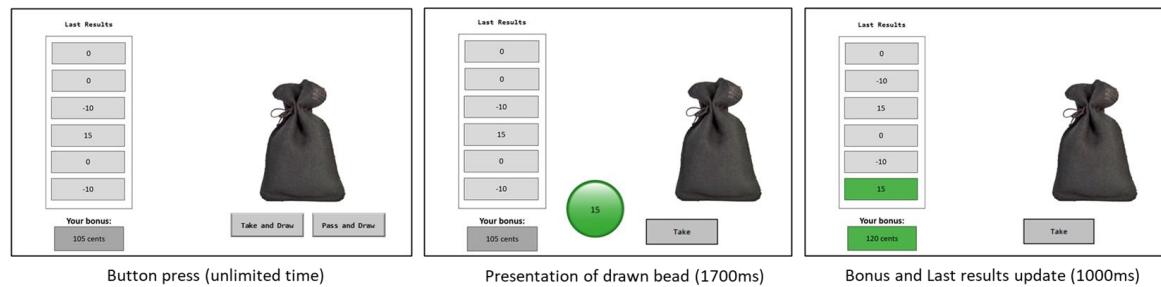 Last Results
0
0
-10
15
0
-10
Your bonus:
105 cents
Take and Draw
Pass and Draw
Button press (unlimited time)
Last Results
0
0
-10
15
0
-10
Your bonus:
105 cents
15
Take
Presentation of drawn bead (1700ms)
Last Results
0
-10
15
0
-10
15
Your bonus:
120 cents
Take
Bonus and Last results update (1000ms)